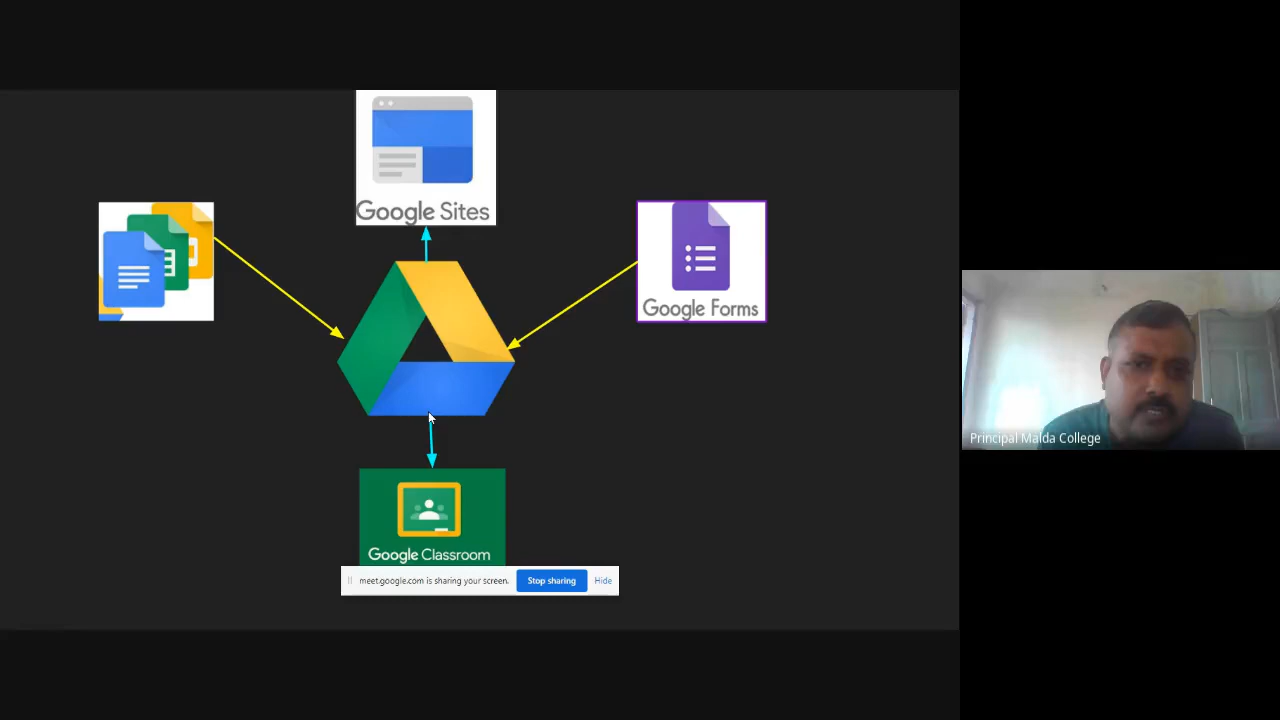 Google Sites
Google Forms
Principal Malda College
Google Classroom
meet.google.com is sharing your screen.
Stop sharing
Hide